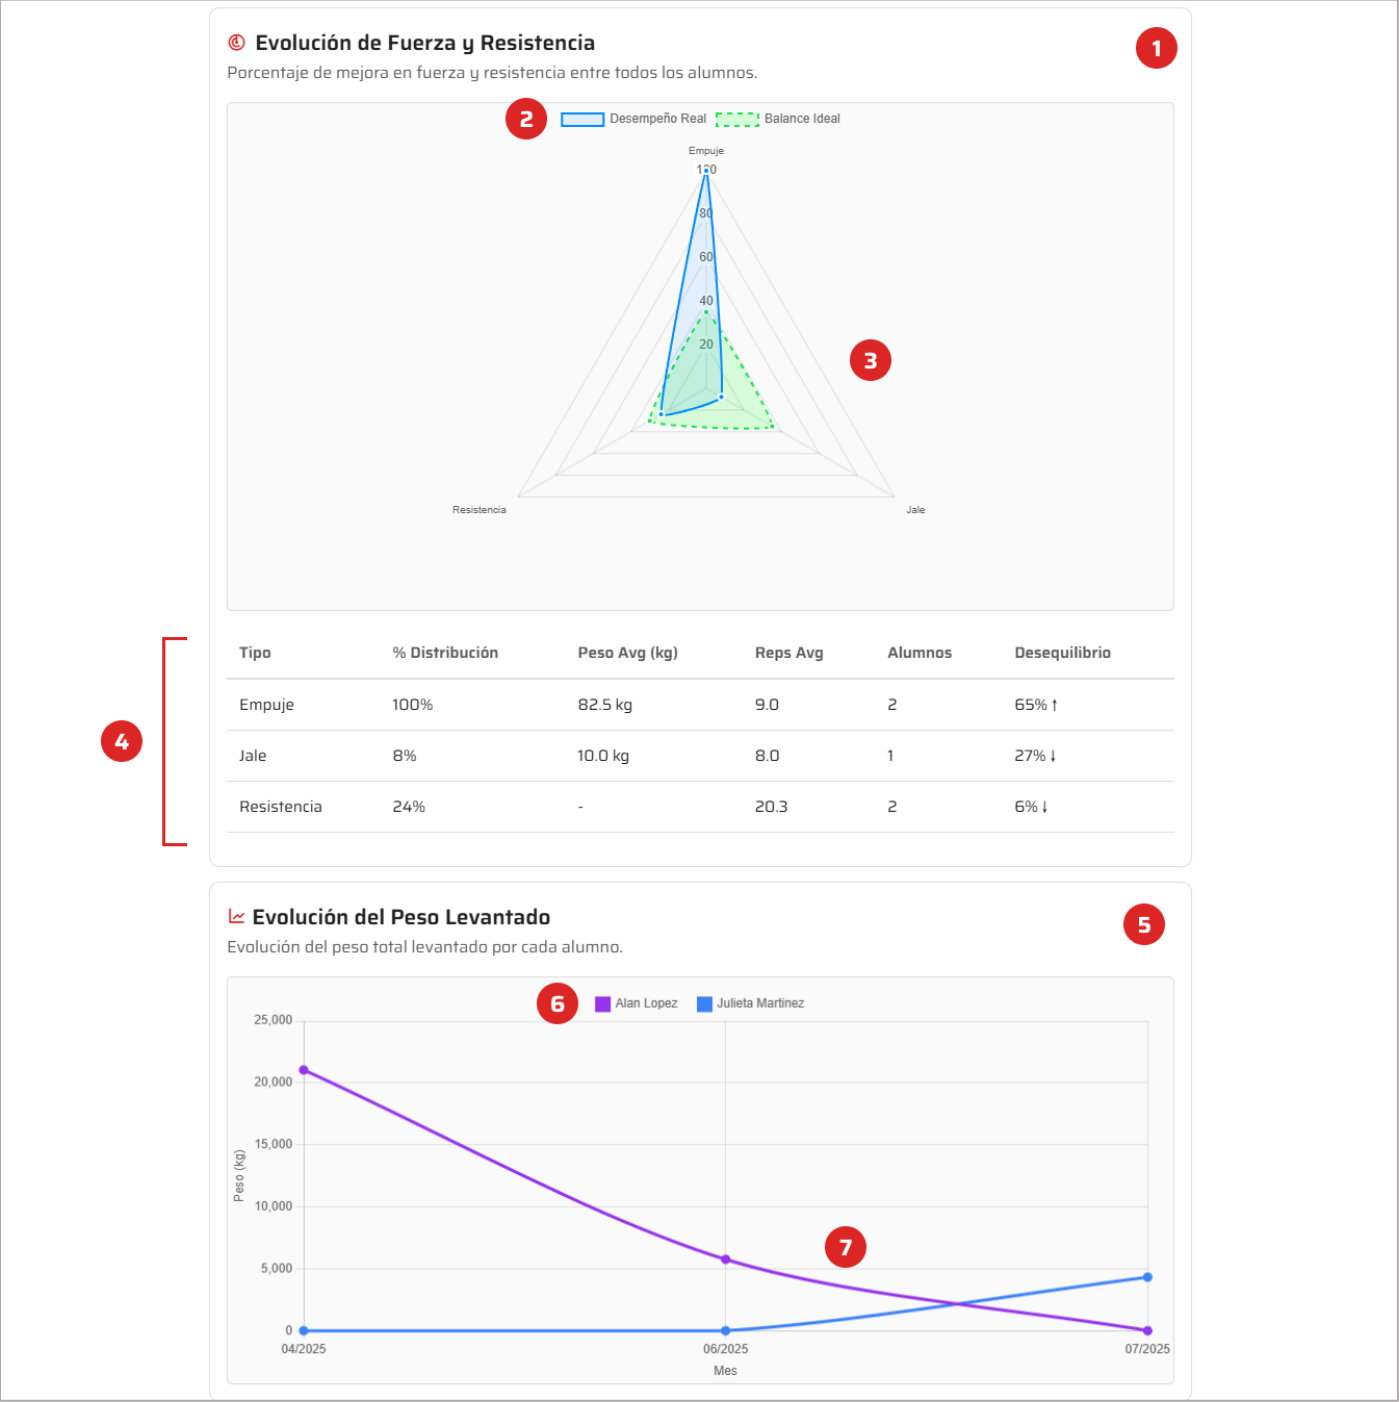 Evolución de Fuerza y Resistencia
1
Porcentaje de mejora en fuerza y resistencia entre todos los alumnos.
2
Desempeño Real
Balance Ideal
Empuje
100
80
60
40
20
3
Resistencia
Jale
4
Tipo % Distribución Peso Avg (kg) Reps Avg Alumnos Desequilibrio
Empuje 100% 82.5 kg 9.0 2 65% ↑
Jale 8% 10.0 kg 8.0 1 27% ↓
Resistencia 24% - 20.3 2 6% ↓
Evolución del Peso Levantado
5
Evolución del peso total levantado por cada alumno.
6
Alan Lopez
Julieta Martinez
25,000
20,000
15,000
10,000
5,000
0
Peso (kg)
7
04/2025 06/2025 07/2025
Mes